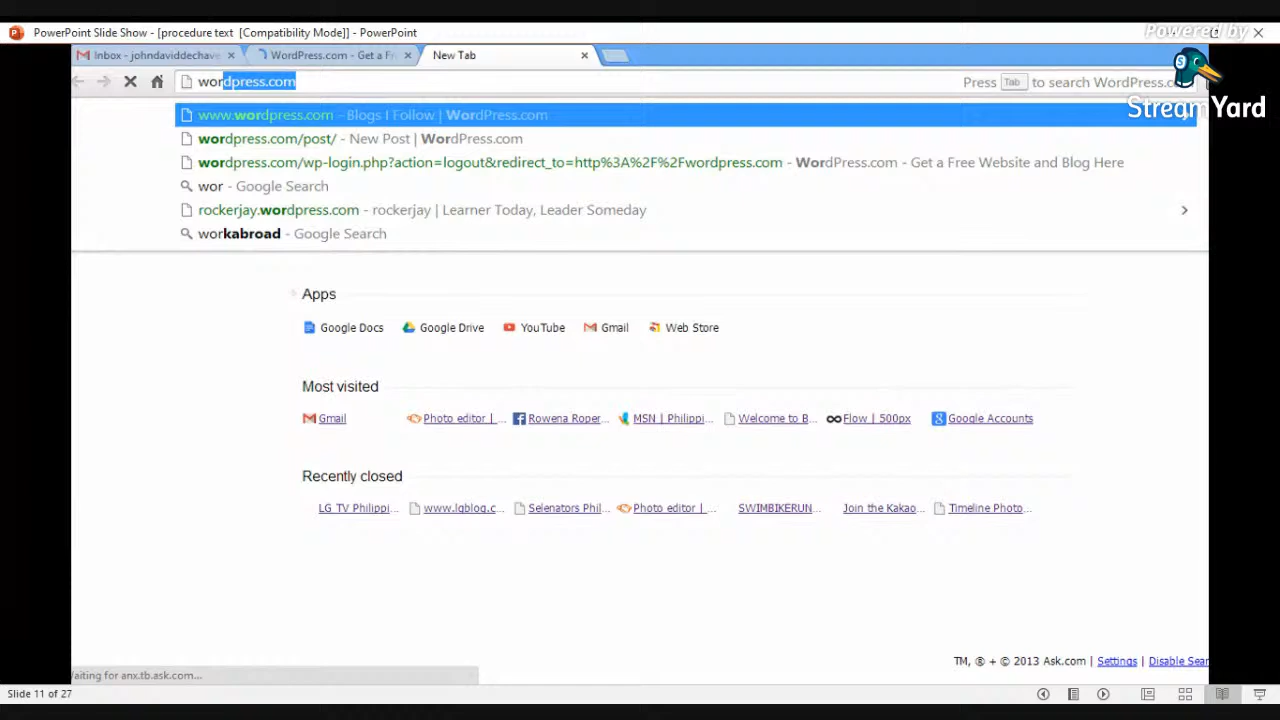 Powered by
PowerPoint Slide Show - [procedure text [Compatibility Mode]] - PowerPoint
Inbox - johndaviddechave
WordPress.com - Get a Fr
New Tab
wordpress.com
Press Tab to search WordPress.c
StreamYard
www.wordpress.com - Blogs I Follow | WordPress.com
wordpress.com/post/ - New Post | WordPress.com
wordpress.com/wp-login.php?action=logout&redirect_to=http%3A%2F%2Fwordpress.com - WordPress.com - Get a Free Website and Blog Here
wor - Google Search
rockerjay.wordpress.com - rockerjay | Learner Today, Leader Someday
workabroad - Google Search
Apps
Google Docs Google Drive YouTube Gmail Web Store
Most visited
Gmail Photo editor |_... Rowena Roper... MSN | Philippi... Welcome to B... Flow | 500px Google Accounts
Recently closed
LG TV Philippi... www.lgblog.c... Selenators Phil... Photo editor |_... SWIMBIKERUN... Join the Kakao... Timeline Photo...
TM, ® + © 2013 Ask.com | Settings | Disable Sear
aiting for anx.tb.ask.com...
Slide 11 of 27